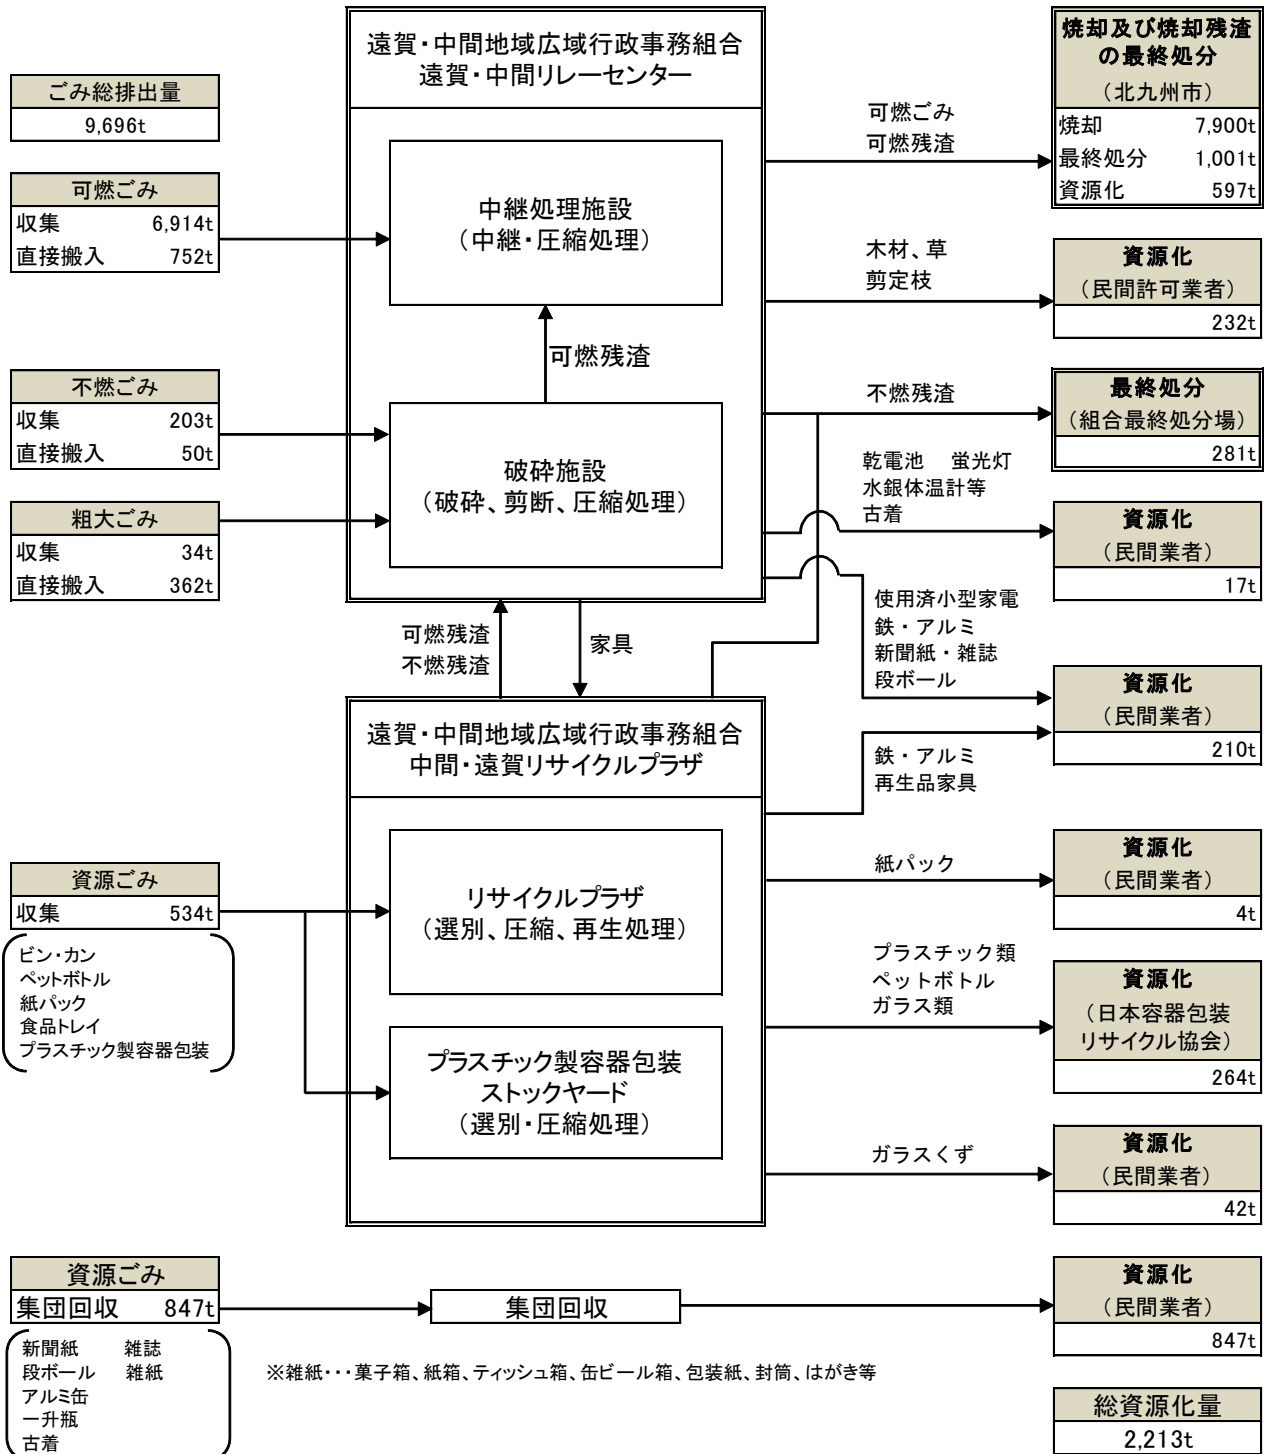 ごみ総排出量
9,696t
可燃ごみ
収集 6,914t
直接搬入 752t
不燃ごみ
収集 203t
直接搬入 50t
粗大ごみ
収集 34t
直接搬入 362t
遠賀・中間地域広域行政事務組合
遠賀・中間リレーセンター
中継処理施設
（中継・圧縮処理）
可燃残渣
破砕施設
（破砕、剪断、圧縮処理）
可燃ごみ
可燃残渣
木材、草
剪定枝
不燃残渣
乾電池 蛍光灯
水銀体温計等
古着
使用済小型家電
鉄・アルミ
新聞紙・雑誌
段ボール
焼却及び焼却残渣
の最終処分
（北九州市）
焼却 7,900t
最終処分 1,001t
資源化 597t
資源化
（民間許可業者）
232t
最終処分
（組合最終処分場）
281t
資源化
（民間業者）
17t
資源化
（民間業者）
210t
可燃残渣
不燃残渣
家具
遠賀・中間地域広域行政事務組合
中間・遠賀リサイクルプラザ
鉄・アルミ
再生品家具
資源ごみ
収集 534t
ビン・カン
ペットボトル
紙パック
食品トレイ
プラスチック製容器包装
リサイクルプラザ
（選別、圧縮、再生処理）
プラスチック製容器包装
ストックヤード
（選別・圧縮処理）
紙パック
プラスチック類
ペットボトル
ガラス類
ガラスくず
資源化
（民間業者）
4t
資源化
（日本容器包装
リサイクル協会）
264t
資源化
（民間業者）
42t
資源ごみ
集団回収 847t
新聞紙 雑誌
段ボール 雑紙
アルミ缶
一升瓶
古着
集団回収
※雑紙・・・菓子箱、紙箱、ティッシュ箱、缶ビール箱、包装紙、封筒、はがき等
資源化
（民間業者）
847t
総資源化量
2,213t